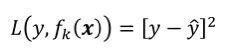 L(y, fₖ(𝒙)) = [y − ŷ]²